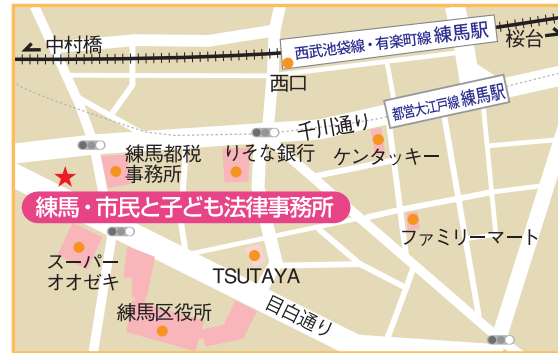 中村橋
西武池袋線・有楽町線 練馬駅
桜台
西口
都営大江戸線 練馬駅
千川通り
練馬都税
事務所
りそな銀行
ケンタッキー
練馬・市民と子ども法律事務所
ファミリーマート
スーパー
オオゼキ
TSUTAYA
目白通り
練馬区役所